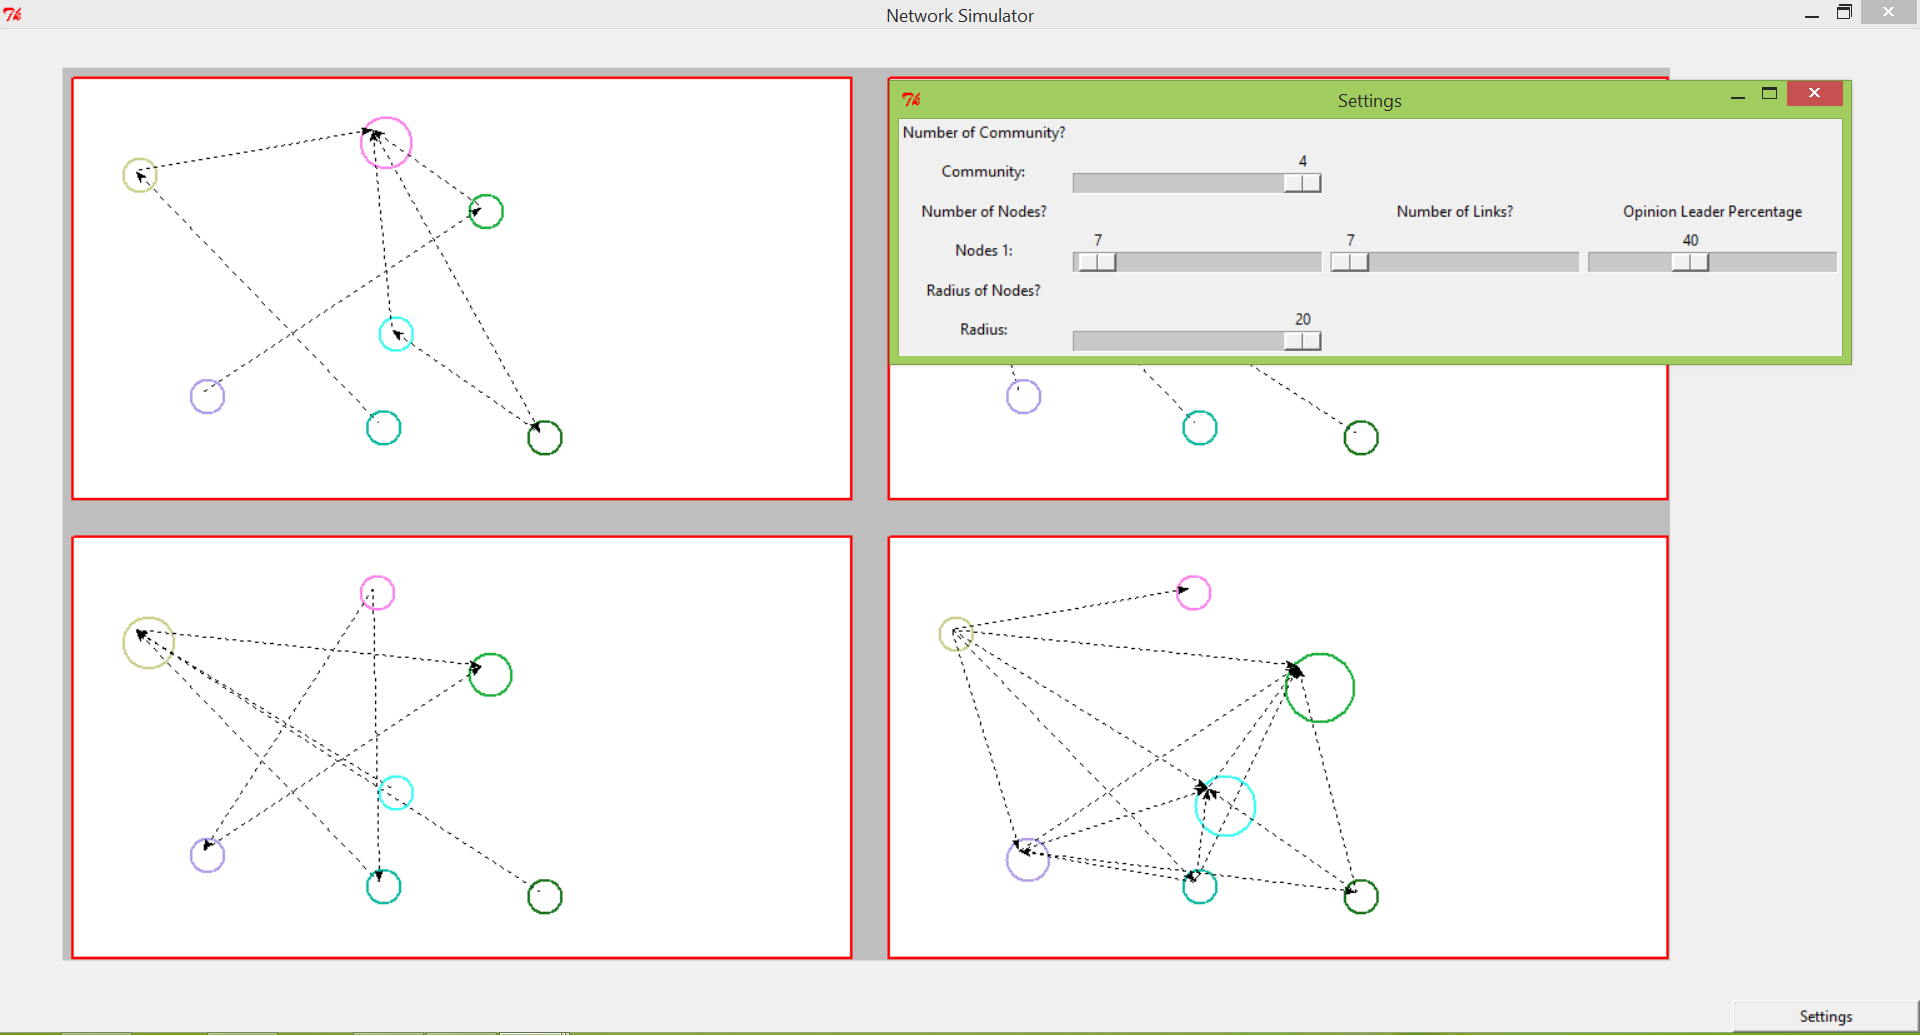 Network Simulator
Settings
Number of Community?
4
Community:
Number of Nodes? Number of Links? Opinion Leader Percentage
7 7 40
Nodes 1:
Radius of Nodes?
20
Radius:
Settings